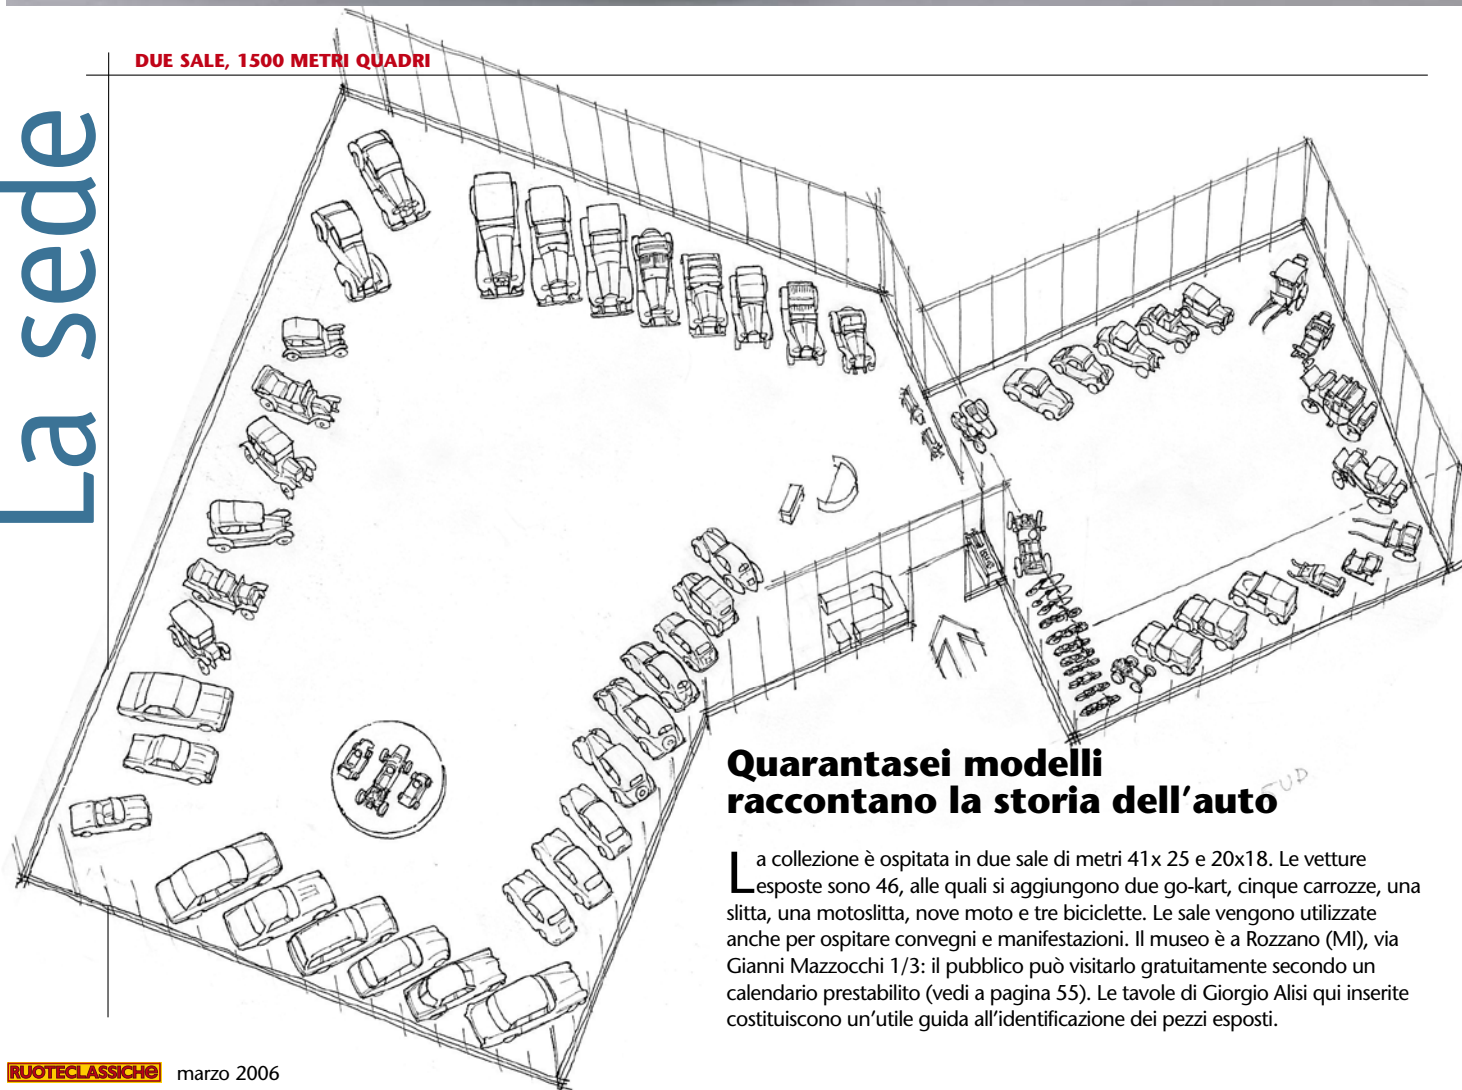 La sede
DUE SALE, 1500 METRI QUADRI
SUD
Quarantasei modelli
raccontano la storia dell'auto
La collezione è ospitata in due sale di metri 41x 25 e 20x18. Le vetture
esposte sono 46, alle quali si aggiungono due go-kart, cinque carrozze, una
slitta, una motoslitta, nove moto e tre biciclette. Le sale vengono utilizzate
anche per ospitare convegni e manifestazioni. Il museo è a Rozzano (MI), via
Gianni Mazzocchi 1/3: il pubblico può visitarlo gratuitamente secondo un
calendario prestabilito (vedi a pagina 55). Le tavole di Giorgio Alisi qui inserite
costituiscono un'utile guida all'identificazione dei pezzi esposti.
RUOTECLASSICHE marzo 2006